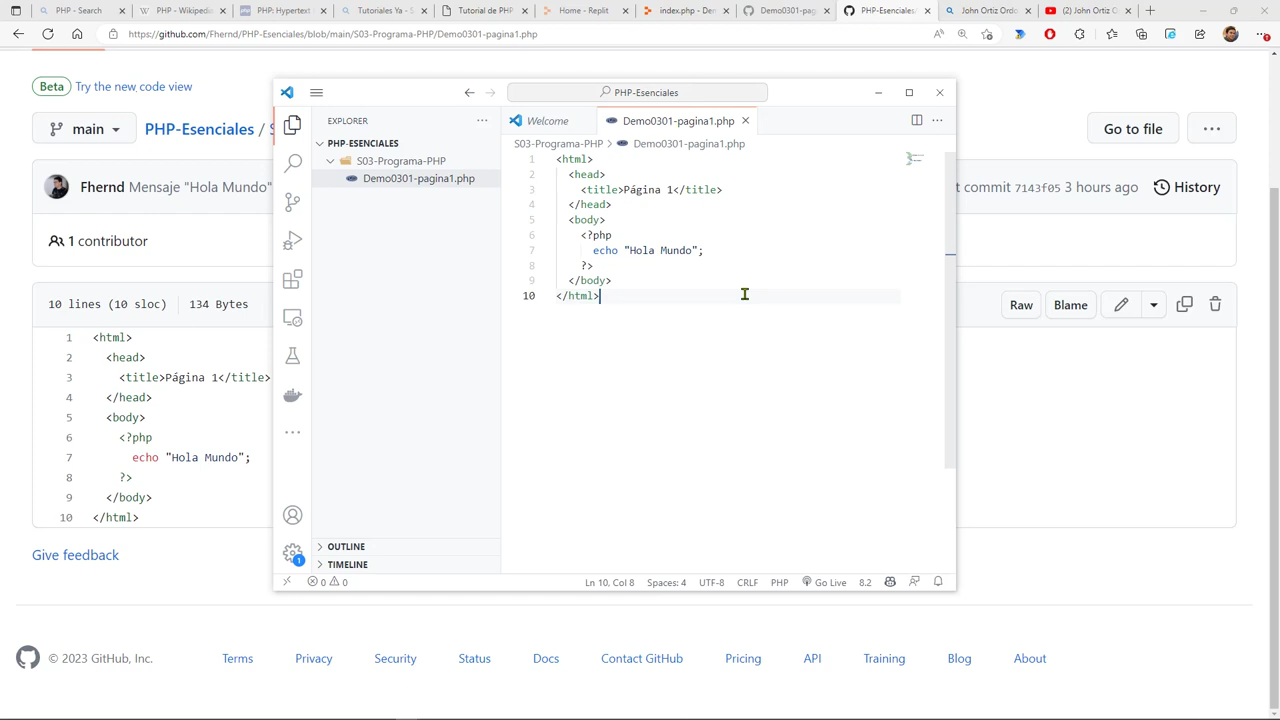 PHP - Search
PHP - Wikipedia,
PHP: Hypertext
Tutoriales Ya - S
Tutorial de PHP
Home - Replit
index.php - Dem
Demo0301-pagi
PHP-Esenciales/
John Ortiz Ordo
(2) John Ortiz O
https://github.com/Fhernd/PHP-Esenciales/blob/main/S03-Programa-PHP/Demo0301-pagina1.php
Beta Try the new code view
main PHP-Esenciales / S
Go to file
Fhernd Mensaje "Hola Mundo"
t commit 7143f05 3 hours ago History
1 contributor
10 lines (10 sloc) 134 Bytes
Raw Blame
1 <html>
2 <head>
3 <title>Página 1</title>
4 </head>
5 <body>
6 <?php
7 echo "Hola Mundo";
8 ?>
9 </body>
10 </html>
Give feedback
PHP-Esenciales
EXPLORER
PHP-ESENCIALES
S03-Programa-PHP
Demo0301-pagina1.php
OUTLINE
TIMELINE
Welcome
Demo0301-pagina1.php
S03-Programa-PHP > Demo0301-pagina1.php
1 <html>
2 <head>
3 <title>Página 1</title>
4 </head>
5 <body>
6 <?php
7 echo "Hola Mundo";
8 ?>
9 </body>
10 </html>
1
0 0 Ln 10, Col 8 Spaces: 4 UTF-8 CRLF PHP Go Live 8.2
© 2023 GitHub, Inc. Terms Privacy Security Status Docs Contact GitHub Pricing API Training Blog About